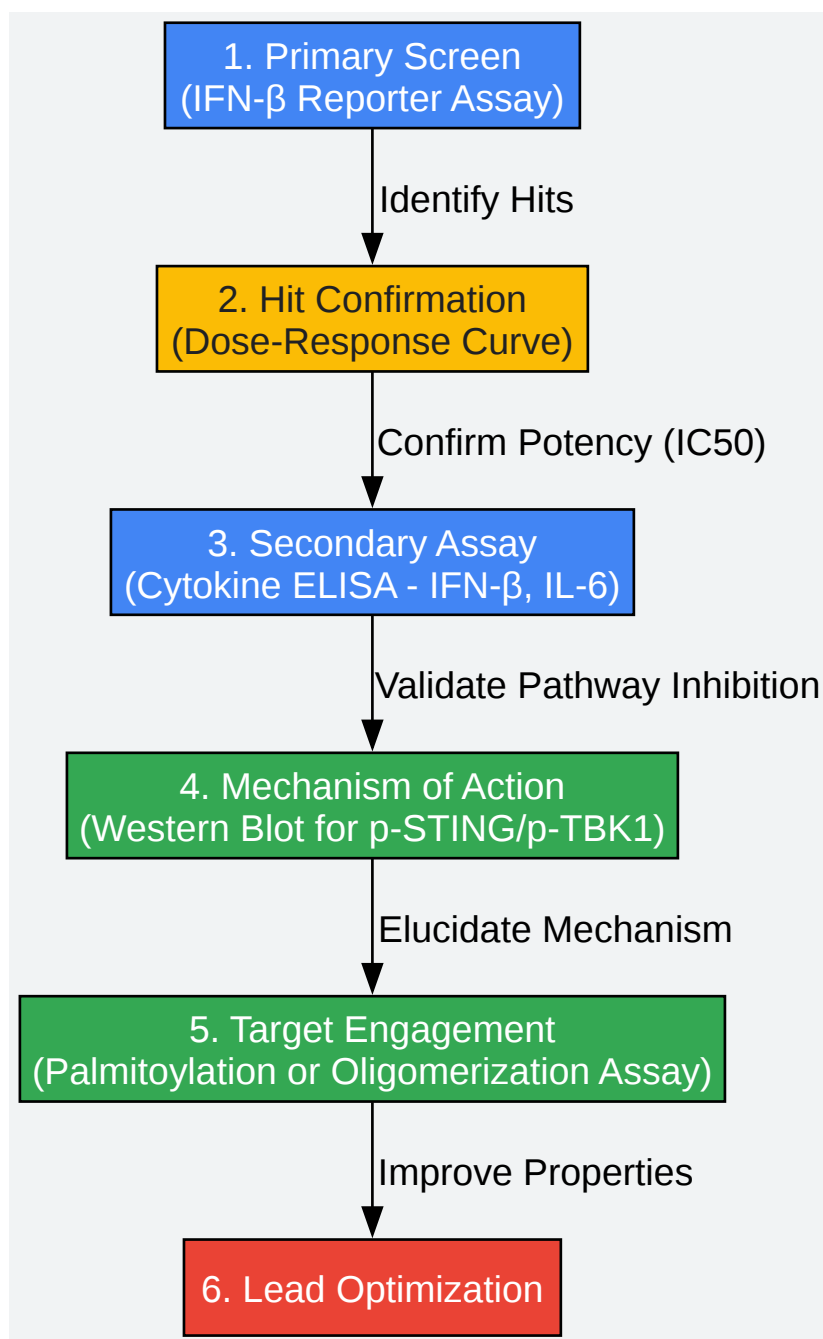 1. Primary Screen
(IFN-β Reporter Assay)
Identify Hits
2. Hit Confirmation
(Dose-Response Curve)
Confirm Potency (IC50)
3. Secondary Assay
(Cytokine ELISA - IFN-β, IL-6)
Validate Pathway Inhibition
4. Mechanism of Action
(Western Blot for p-STING/p-TBK1)
Elucidate Mechanism
5. Target Engagement
(Palmitoylation or Oligomerization Assay)
Improve Properties
6. Lead Optimization